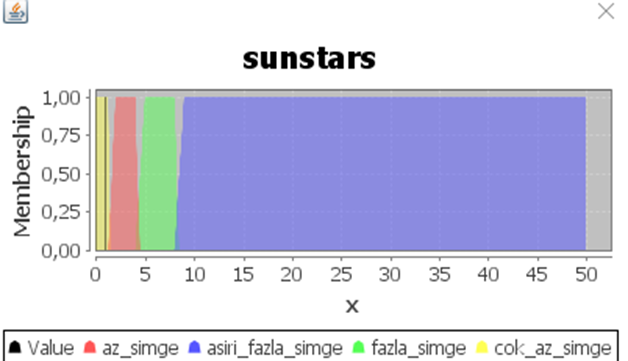 sunstars
1,00
0,75
0,50
0,25
0,00
Membership
0 5 10 15 20 25 30 35 40 45 50
x
Value az_simge asiri_fazla_simge fazla_simge cok_az_simge